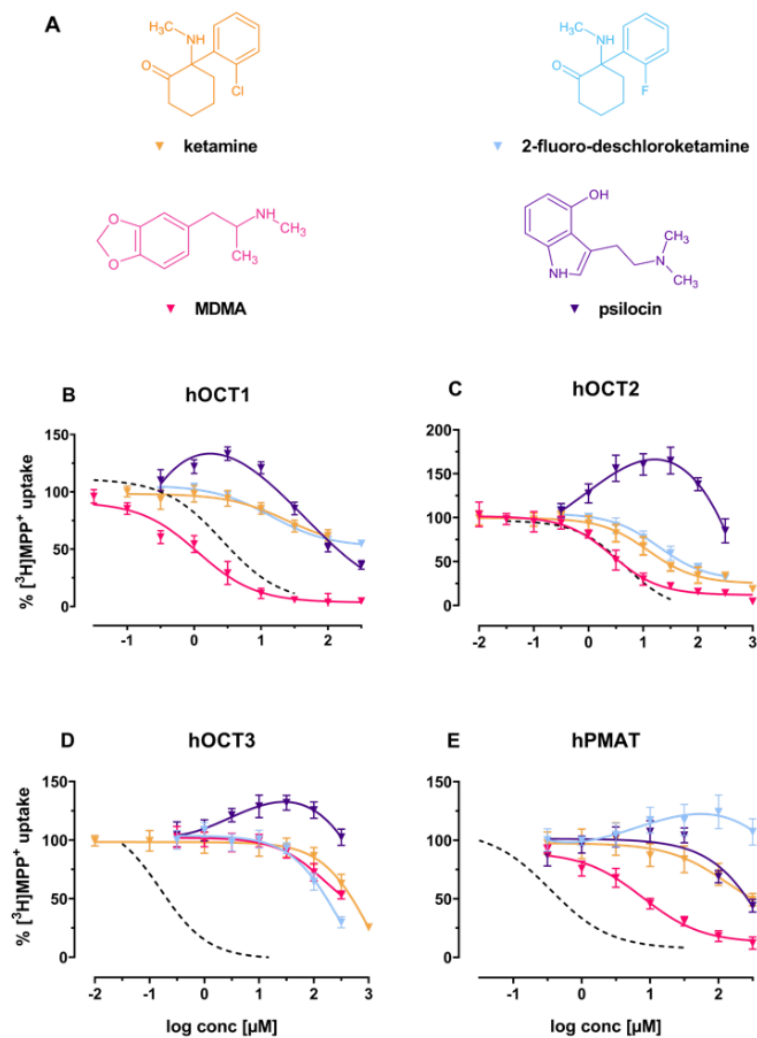 A
H₃C NH
O
Cl
ketamine
H₃C NH
O
F
2-fluoro-deschloroketamine
O
O
NH CH₃
CH₃
MDMA
OH
CH₃
N
CH₃
NH
psilocin
B hOCT1
% [³H]MPP⁺ uptake
150
100
50
0
-1 0 1 2
C hOCT2
200
150
100
50
0
-2 -1 0 1 2 3
D hOCT3
% [³H]MPP⁺ uptake
150
100
50
0
-2 -1 0 1 2 3
log conc [µM]
E hPMAT
150
100
50
0
-1 0 1 2
log conc [µM]